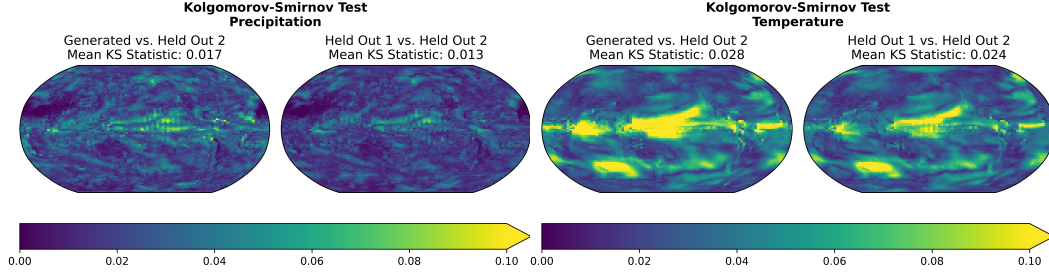 Kolgomorov-Smirnov Test
Precipitation
Generated vs. Held Out 2
Mean KS Statistic: 0.017
Held Out 1 vs. Held Out 2
Mean KS Statistic: 0.013
0.00 0.02 0.04 0.06 0.08 0.10
Kolgomorov-Smirnov Test
Temperature
Generated vs. Held Out 2
Mean KS Statistic: 0.028
Held Out 1 vs. Held Out 2
Mean KS Statistic: 0.024
0.00 0.02 0.04 0.06 0.08 0.10